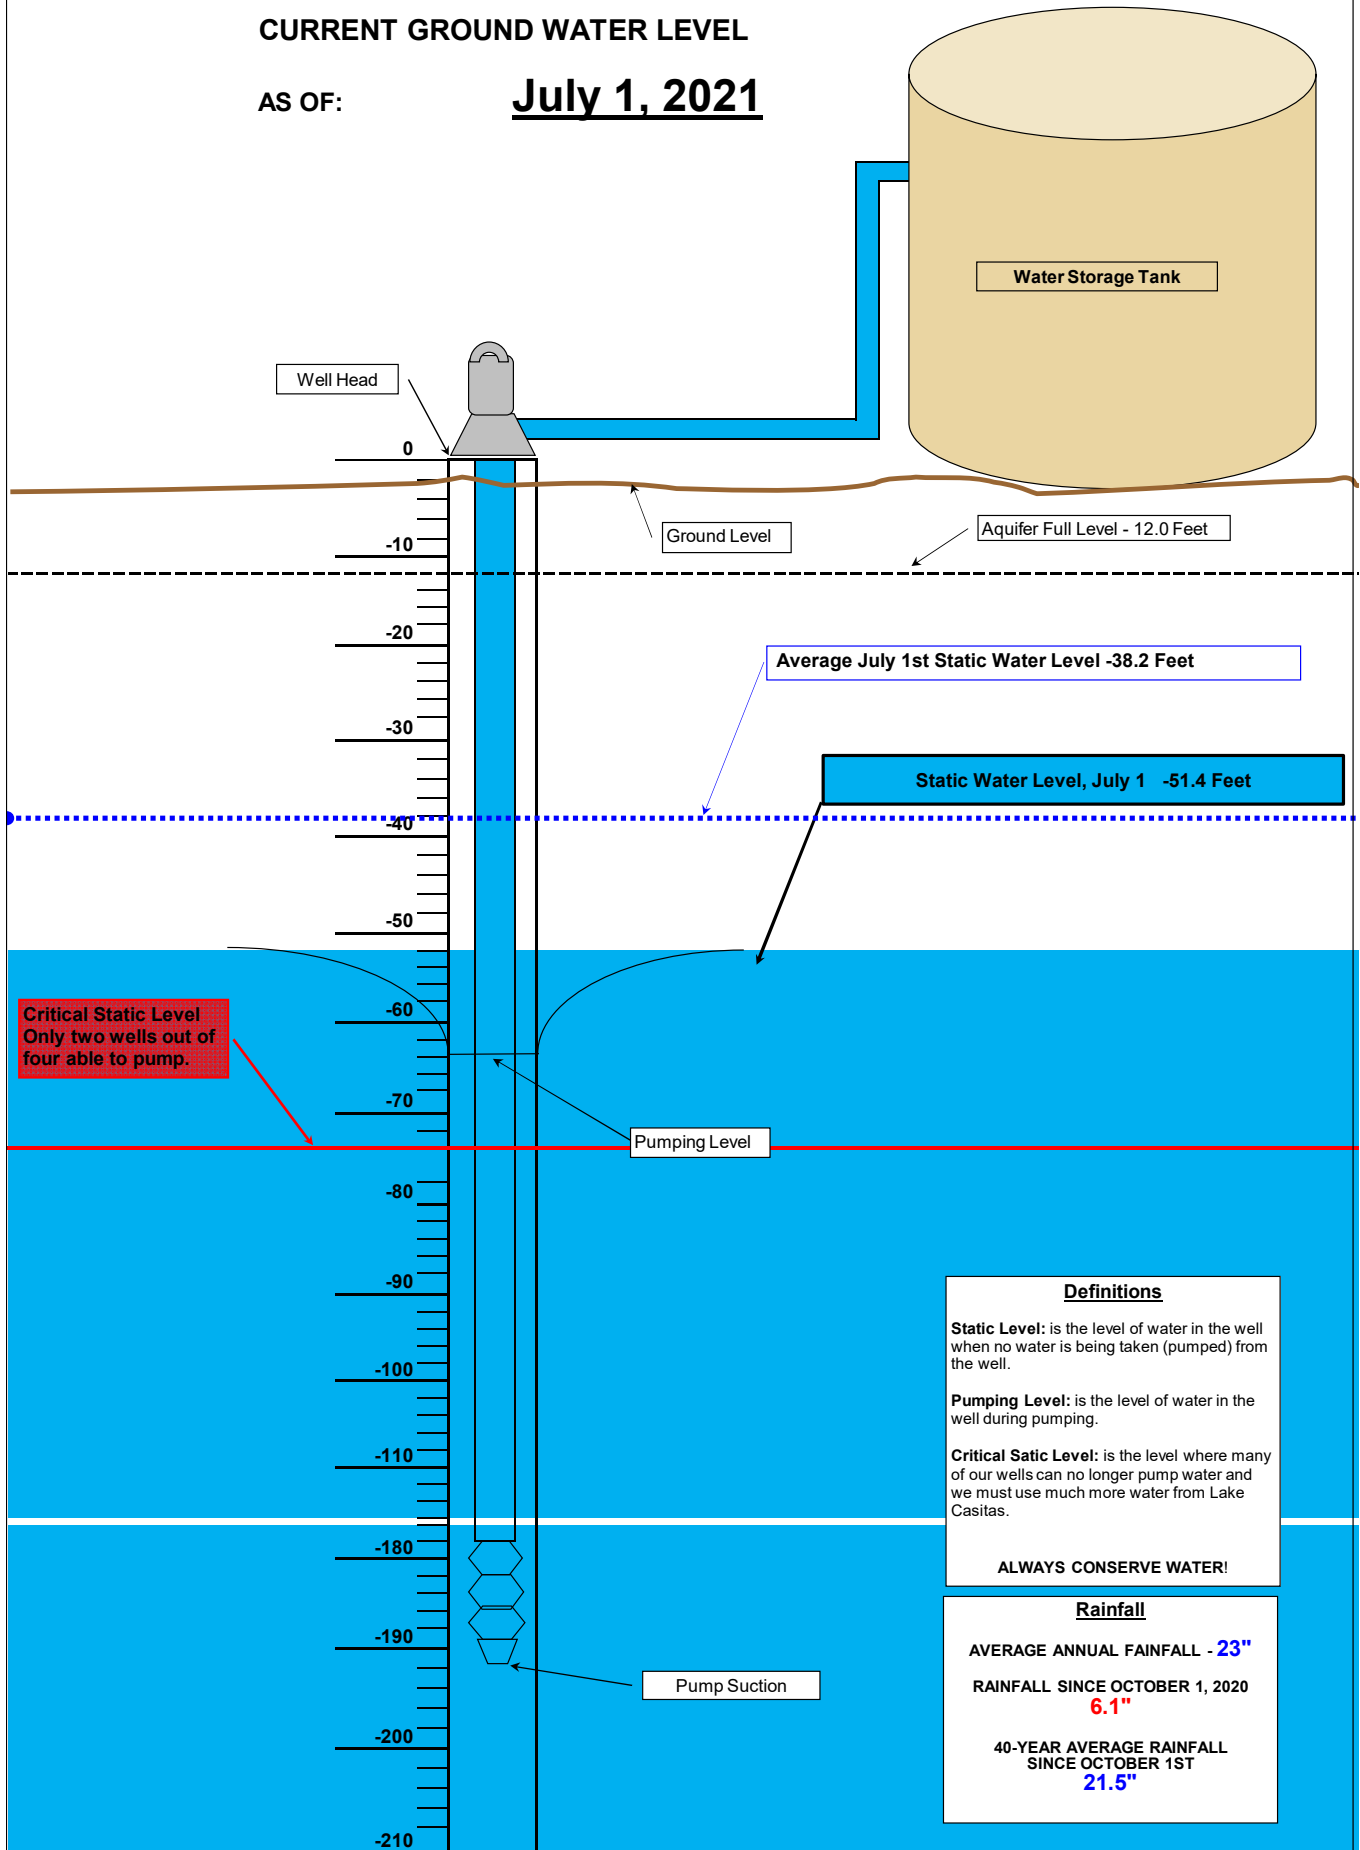 CURRENT GROUND WATER LEVEL
AS OF: July 1, 2021
Water Storage Tank
Well Head
0
Ground Level
Aquifer Full Level - 12.0 Feet
-10
-20
Average July 1st Static Water Level -38.2 Feet
-30
Static Water Level, July 1 -51.4 Feet
-40
-50
Critical Static Level
Only two wells out of
four able to pump.
-60
-70
Pumping Level
-80
-90
-100
-110
Definitions
Static Level: is the level of water in the well
when no water is being taken (pumped) from
the well.
Pumping Level: is the level of water in the
well during pumping.
Critical Satic Level: is the level where many
of our wells can no longer pump water and
we must use much more water from Lake
Casitas.
ALWAYS CONSERVE WATER!
-180
-190
Pump Suction
-200
-210
Rainfall
AVERAGE ANNUAL FAINFALL - 23"
RAINFALL SINCE OCTOBER 1, 2020
6.1"
40-YEAR AVERAGE RAINFALL
SINCE OCTOBER 1ST
21.5"